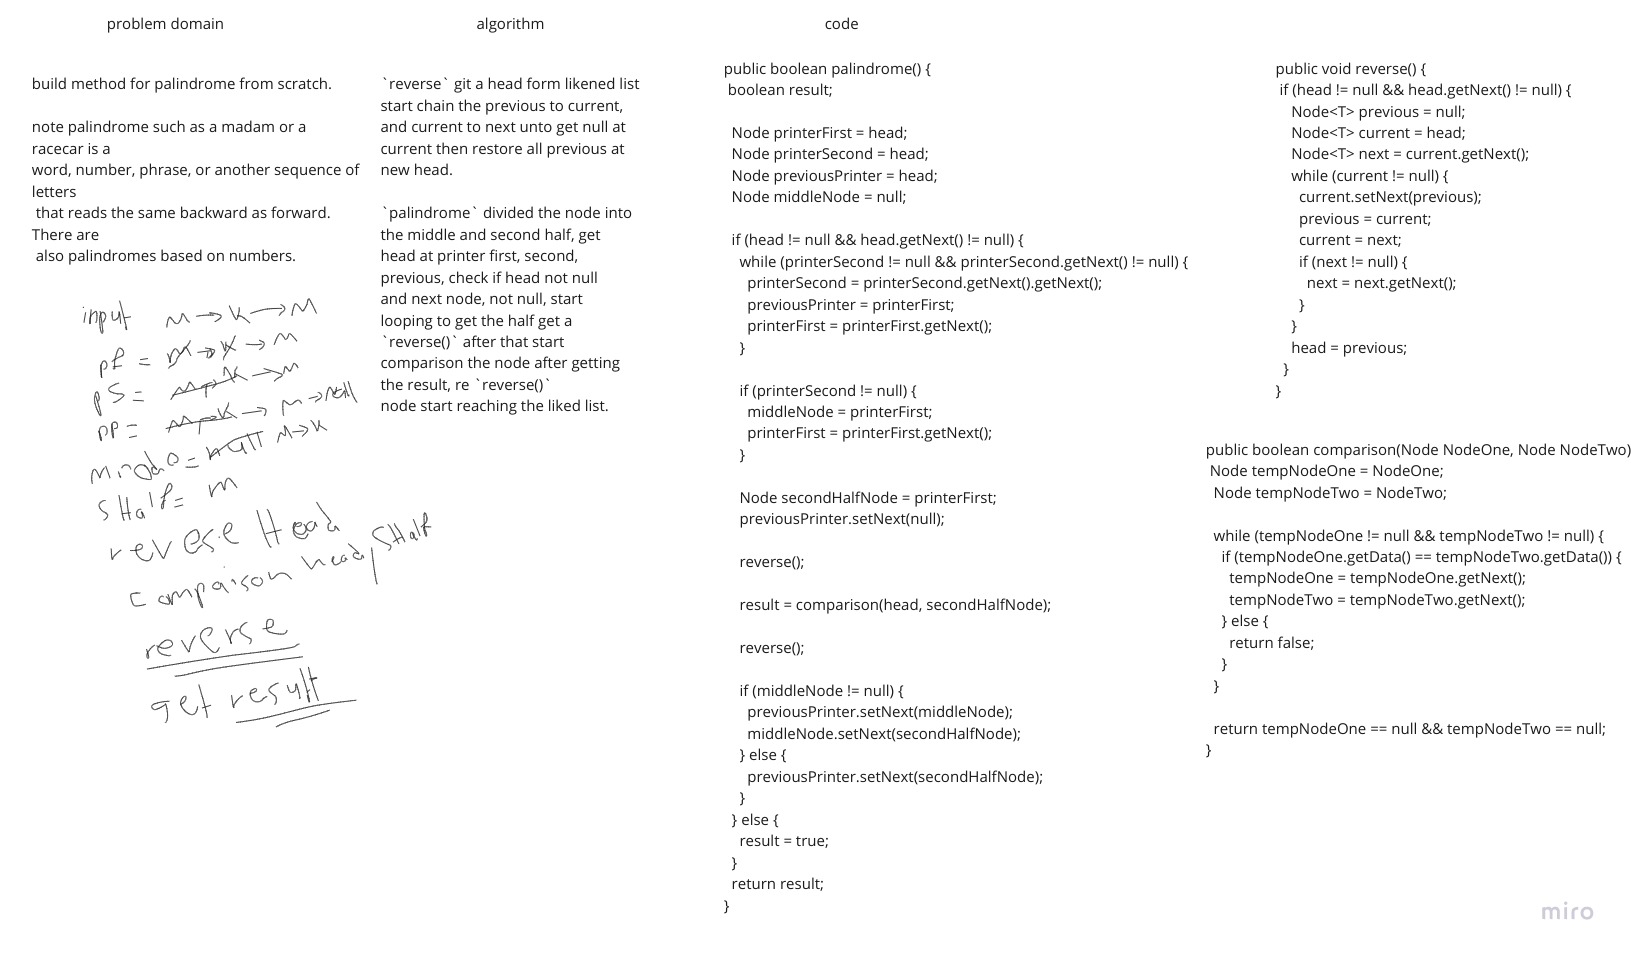 problem domain
build method for palindrome from scratch.
note palindrome such as a madam or a
racecar is a
word, number, phrase, or another sequence of
letters
that reads the same backward as forward.
There are
also palindromes based on numbers.
input M → K → M
pf = M → K → M
pS = M → K → M
pp = M → K → M → null
middle = null M → K
SHalf = m
revese Head
compaison head/SHalf
reverse
get result
algorithm
`reverse` git a head form likened list
start chain the previous to current,
and current to next unto get null at
current then restore all previous at
new head.
`palindrome` divided the node into
the middle and second half, get
head at printer first, second,
previous, check if head not null
and next node, not null, start
looping to get the half get a
`reverse()` after that start
comparison the node after getting
the result, re `reverse()`
node start reaching the liked list.
code
public boolean palindrome() {
boolean result;
Node printerFirst = head;
Node printerSecond = head;
Node previousPrinter = head;
Node middleNode = null;
if (head != null && head.getNext() != null) {
while (printerSecond != null && printerSecond.getNext() != null) {
printerSecond = printerSecond.getNext().getNext();
previousPrinter = printerFirst;
printerFirst = printerFirst.getNext();
}
if (printerSecond != null) {
middleNode = printerFirst;
printerFirst = printerFirst.getNext();
}
Node secondHalfNode = printerFirst;
previousPrinter.setNext(null);
reverse();
result = comparison(head, secondHalfNode);
reverse();
if (middleNode != null) {
previousPrinter.setNext(middleNode);
middleNode.setNext(secondHalfNode);
} else {
previousPrinter.setNext(secondHalfNode);
}
} else {
result = true;
}
return result;
}
public void reverse() {
if (head != null && head.getNext() != null) {
Node<T> previous = null;
Node<T> current = head;
Node<T> next = current.getNext();
while (current != null) {
current.setNext(previous);
previous = current;
current = next;
if (next != null) {
next = next.getNext();
}
}
head = previous;
}
}
public boolean comparison(Node NodeOne, Node NodeTwo)
Node tempNodeOne = NodeOne;
Node tempNodeTwo = NodeTwo;
while (tempNodeOne != null && tempNodeTwo != null) {
if (tempNodeOne.getData() == tempNodeTwo.getData()) {
tempNodeOne = tempNodeOne.getNext();
tempNodeTwo = tempNodeTwo.getNext();
} else {
return false;
}
}
return tempNodeOne == null && tempNodeTwo == null;
}
miro